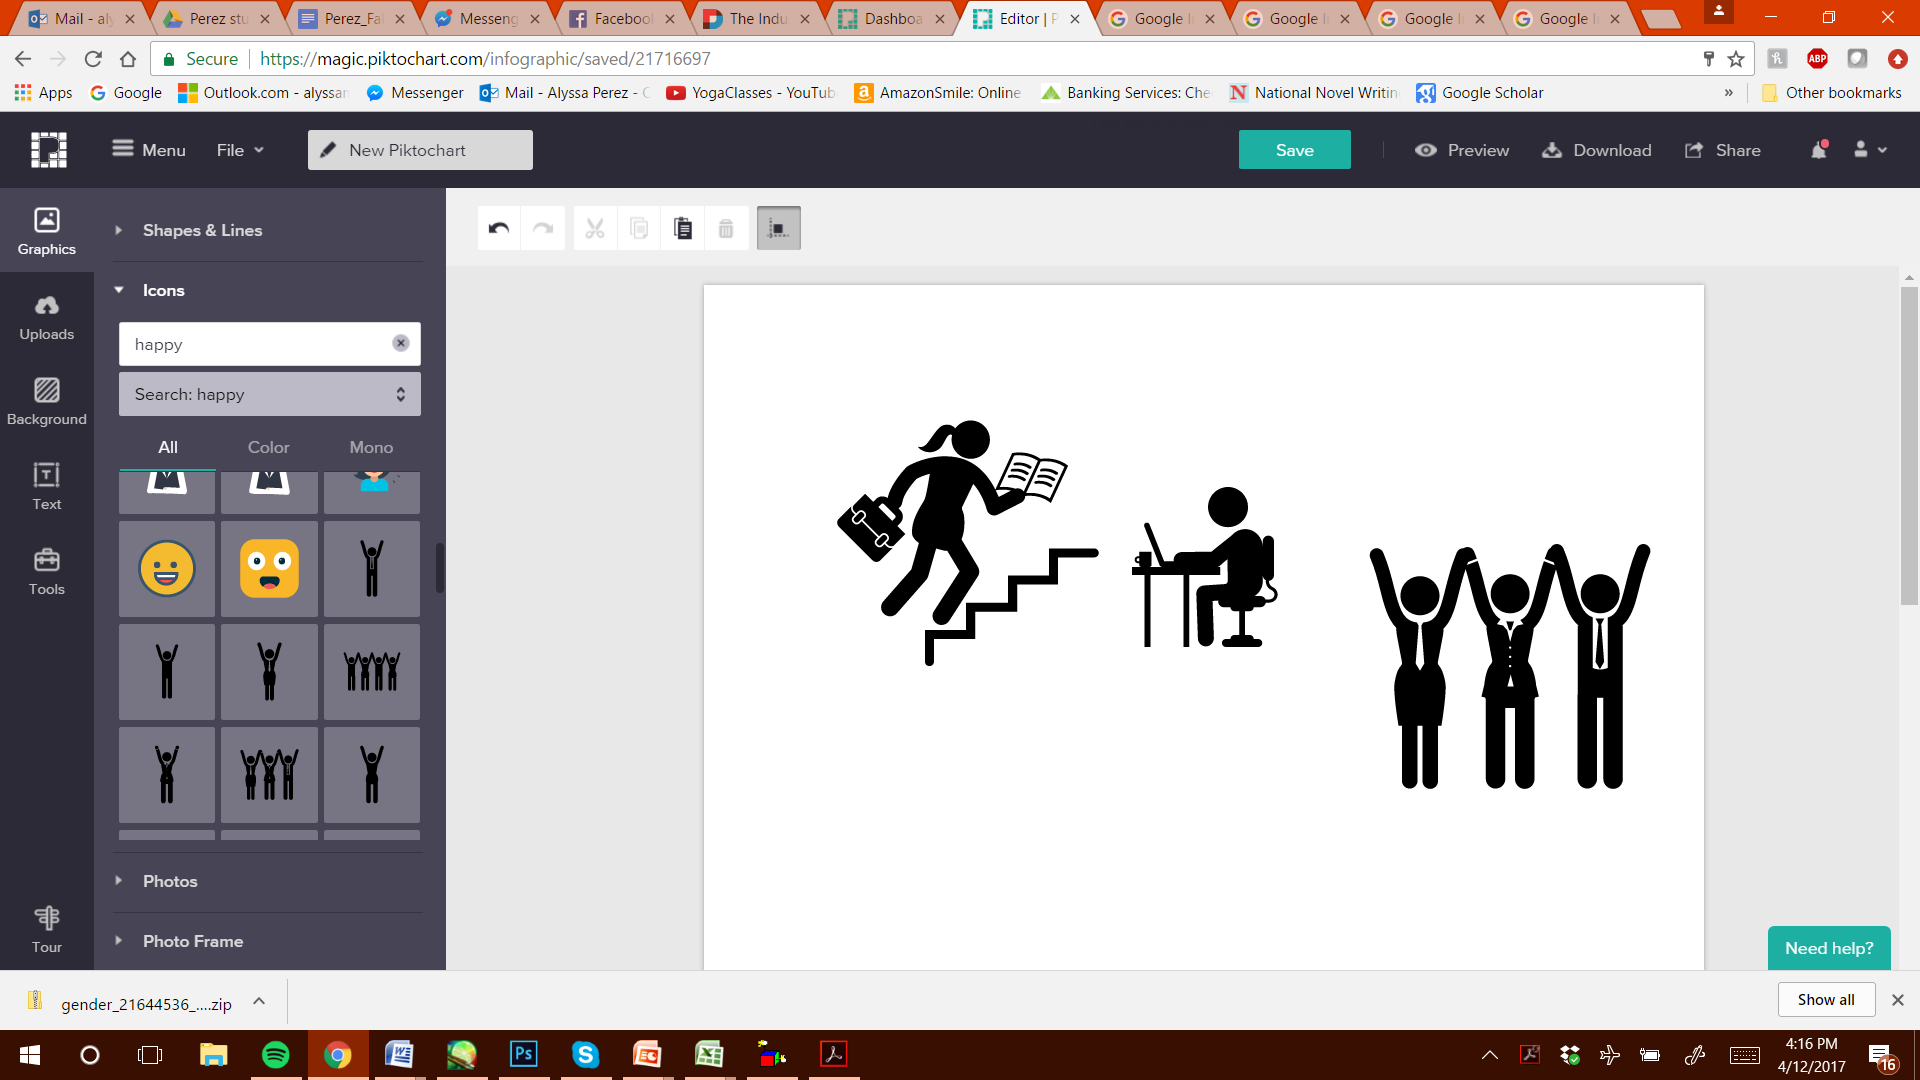 Mail - aly
Perez stu
Perez_Fa
Messeng
Facebook
The Indu
Dashboa
Editor | P
Google I
Google I
Google I
Google I
Secure
https://magic.piktochart.com/infographic/saved/21716697
ABP
Apps
Google
Outlook.com - alyssar
Messenger
Mail - Alyssa Perez - C
YogaClasses - YouTub
AmazonSmile: Online
Banking Services: Che
National Novel Writin
Google Scholar
»
Other bookmarks
Menu
File
New Piktochart
Save
Preview
Download
Share
Graphics
Uploads
Background
Text
Tools
Tour
Shapes & Lines
Icons
happy
Search: happy
All
Color
Mono
Photos
Photo Frame
Need help?
gender_21644536_....zip
Show all
4:16 PM
4/12/2017
16